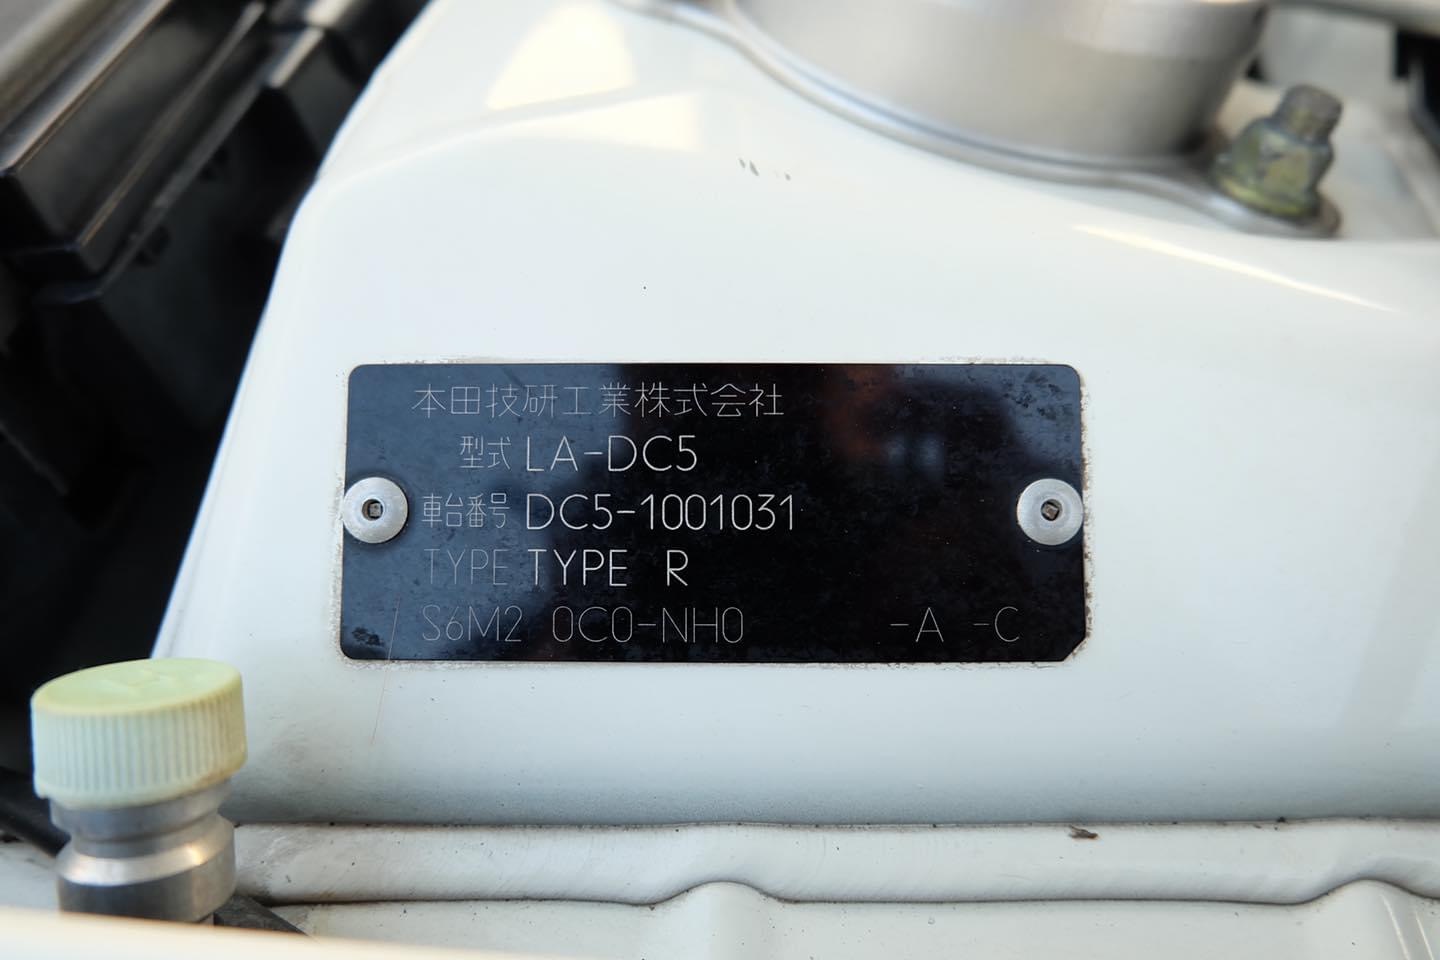 本田技研工業株式会社
型式 LA-DC5
車台番号 DC5-1001031
TYPE TYPE R
S6M2 0C0-NH0 -A -C